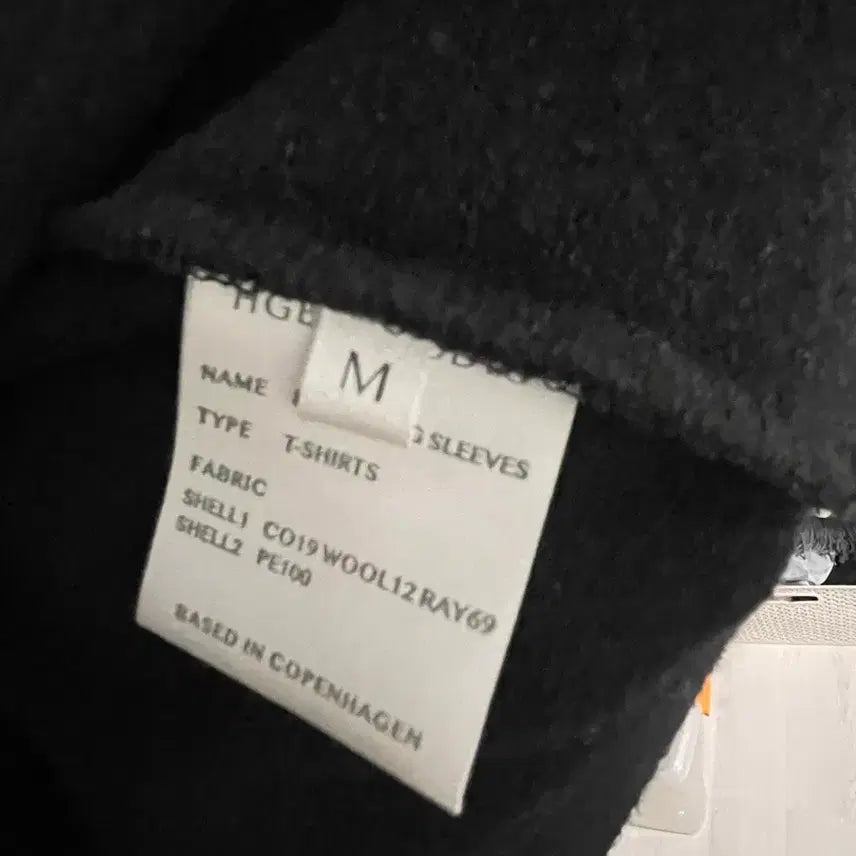 M
NAME SLEEVES
TYPE T-SHIRTS
FABRIC
SHELL1 CO19 WOOL12 RAY69
SHELL2 PE100
BASED IN COPENHAGEN